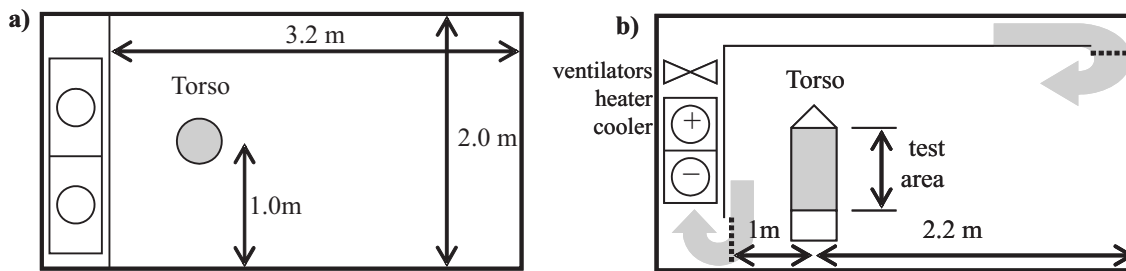 a)
3.2 m
Torso
2.0 m
1.0m
b)
ventilators
heater
cooler
Torso
+
−
test
area
1m
2.2 m